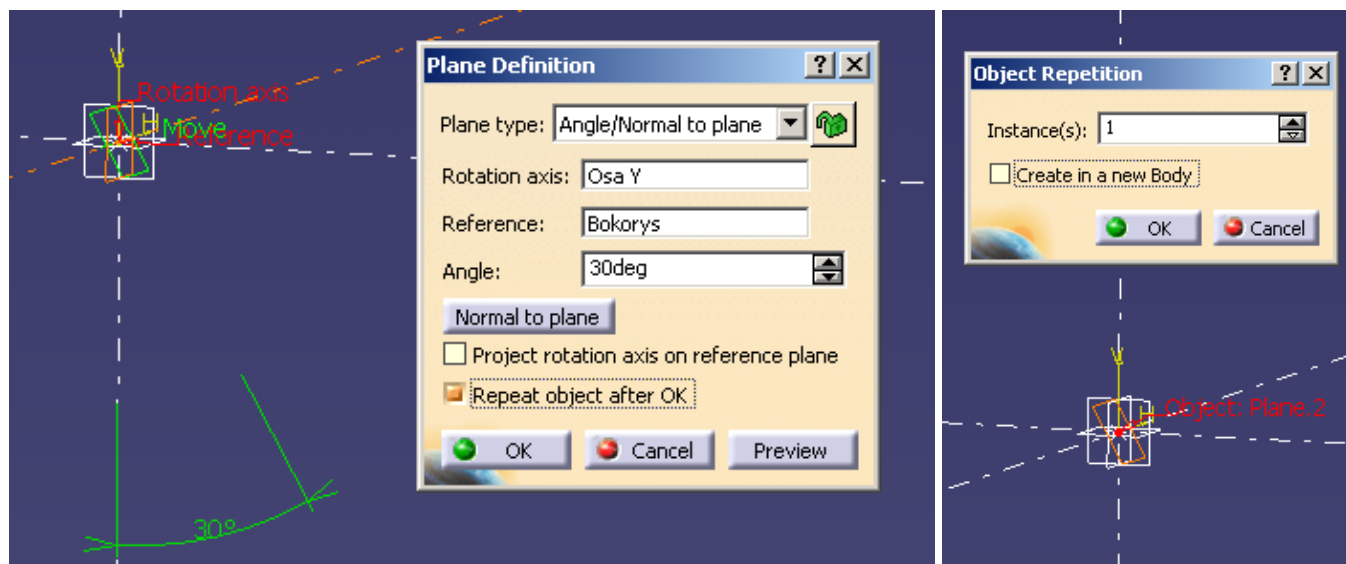 Rotation axis
H
Move
Reference
30°
Plane Definition
?
Plane type: Angle/Normal to plane
Rotation axis: Osa Y
Reference: Bokorys
Angle: 30deg
Normal to plane
Project rotation axis on reference plane
Repeat object after OK
OK Cancel Preview
Object Repetition
?
Instance(s): 1
Create in a new Body
OK Cancel
H
Object: Plane.2